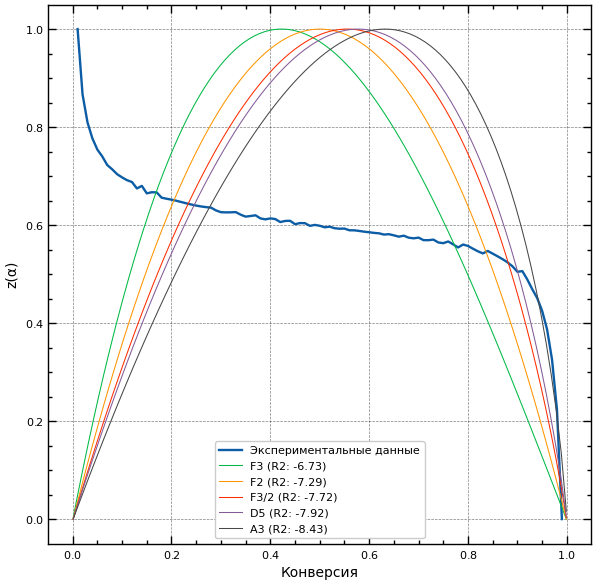 1.0
0.8
0.6
0.4
0.2
0.0
z(α)
Экспериментальные данные
F3 (R2: -6.73)
F2 (R2: -7.29)
F3/2 (R2: -7.72)
D5 (R2: -7.92)
A3 (R2: -8.43)
0.0 0.2 0.4 0.6 0.8 1.0
Конверсия